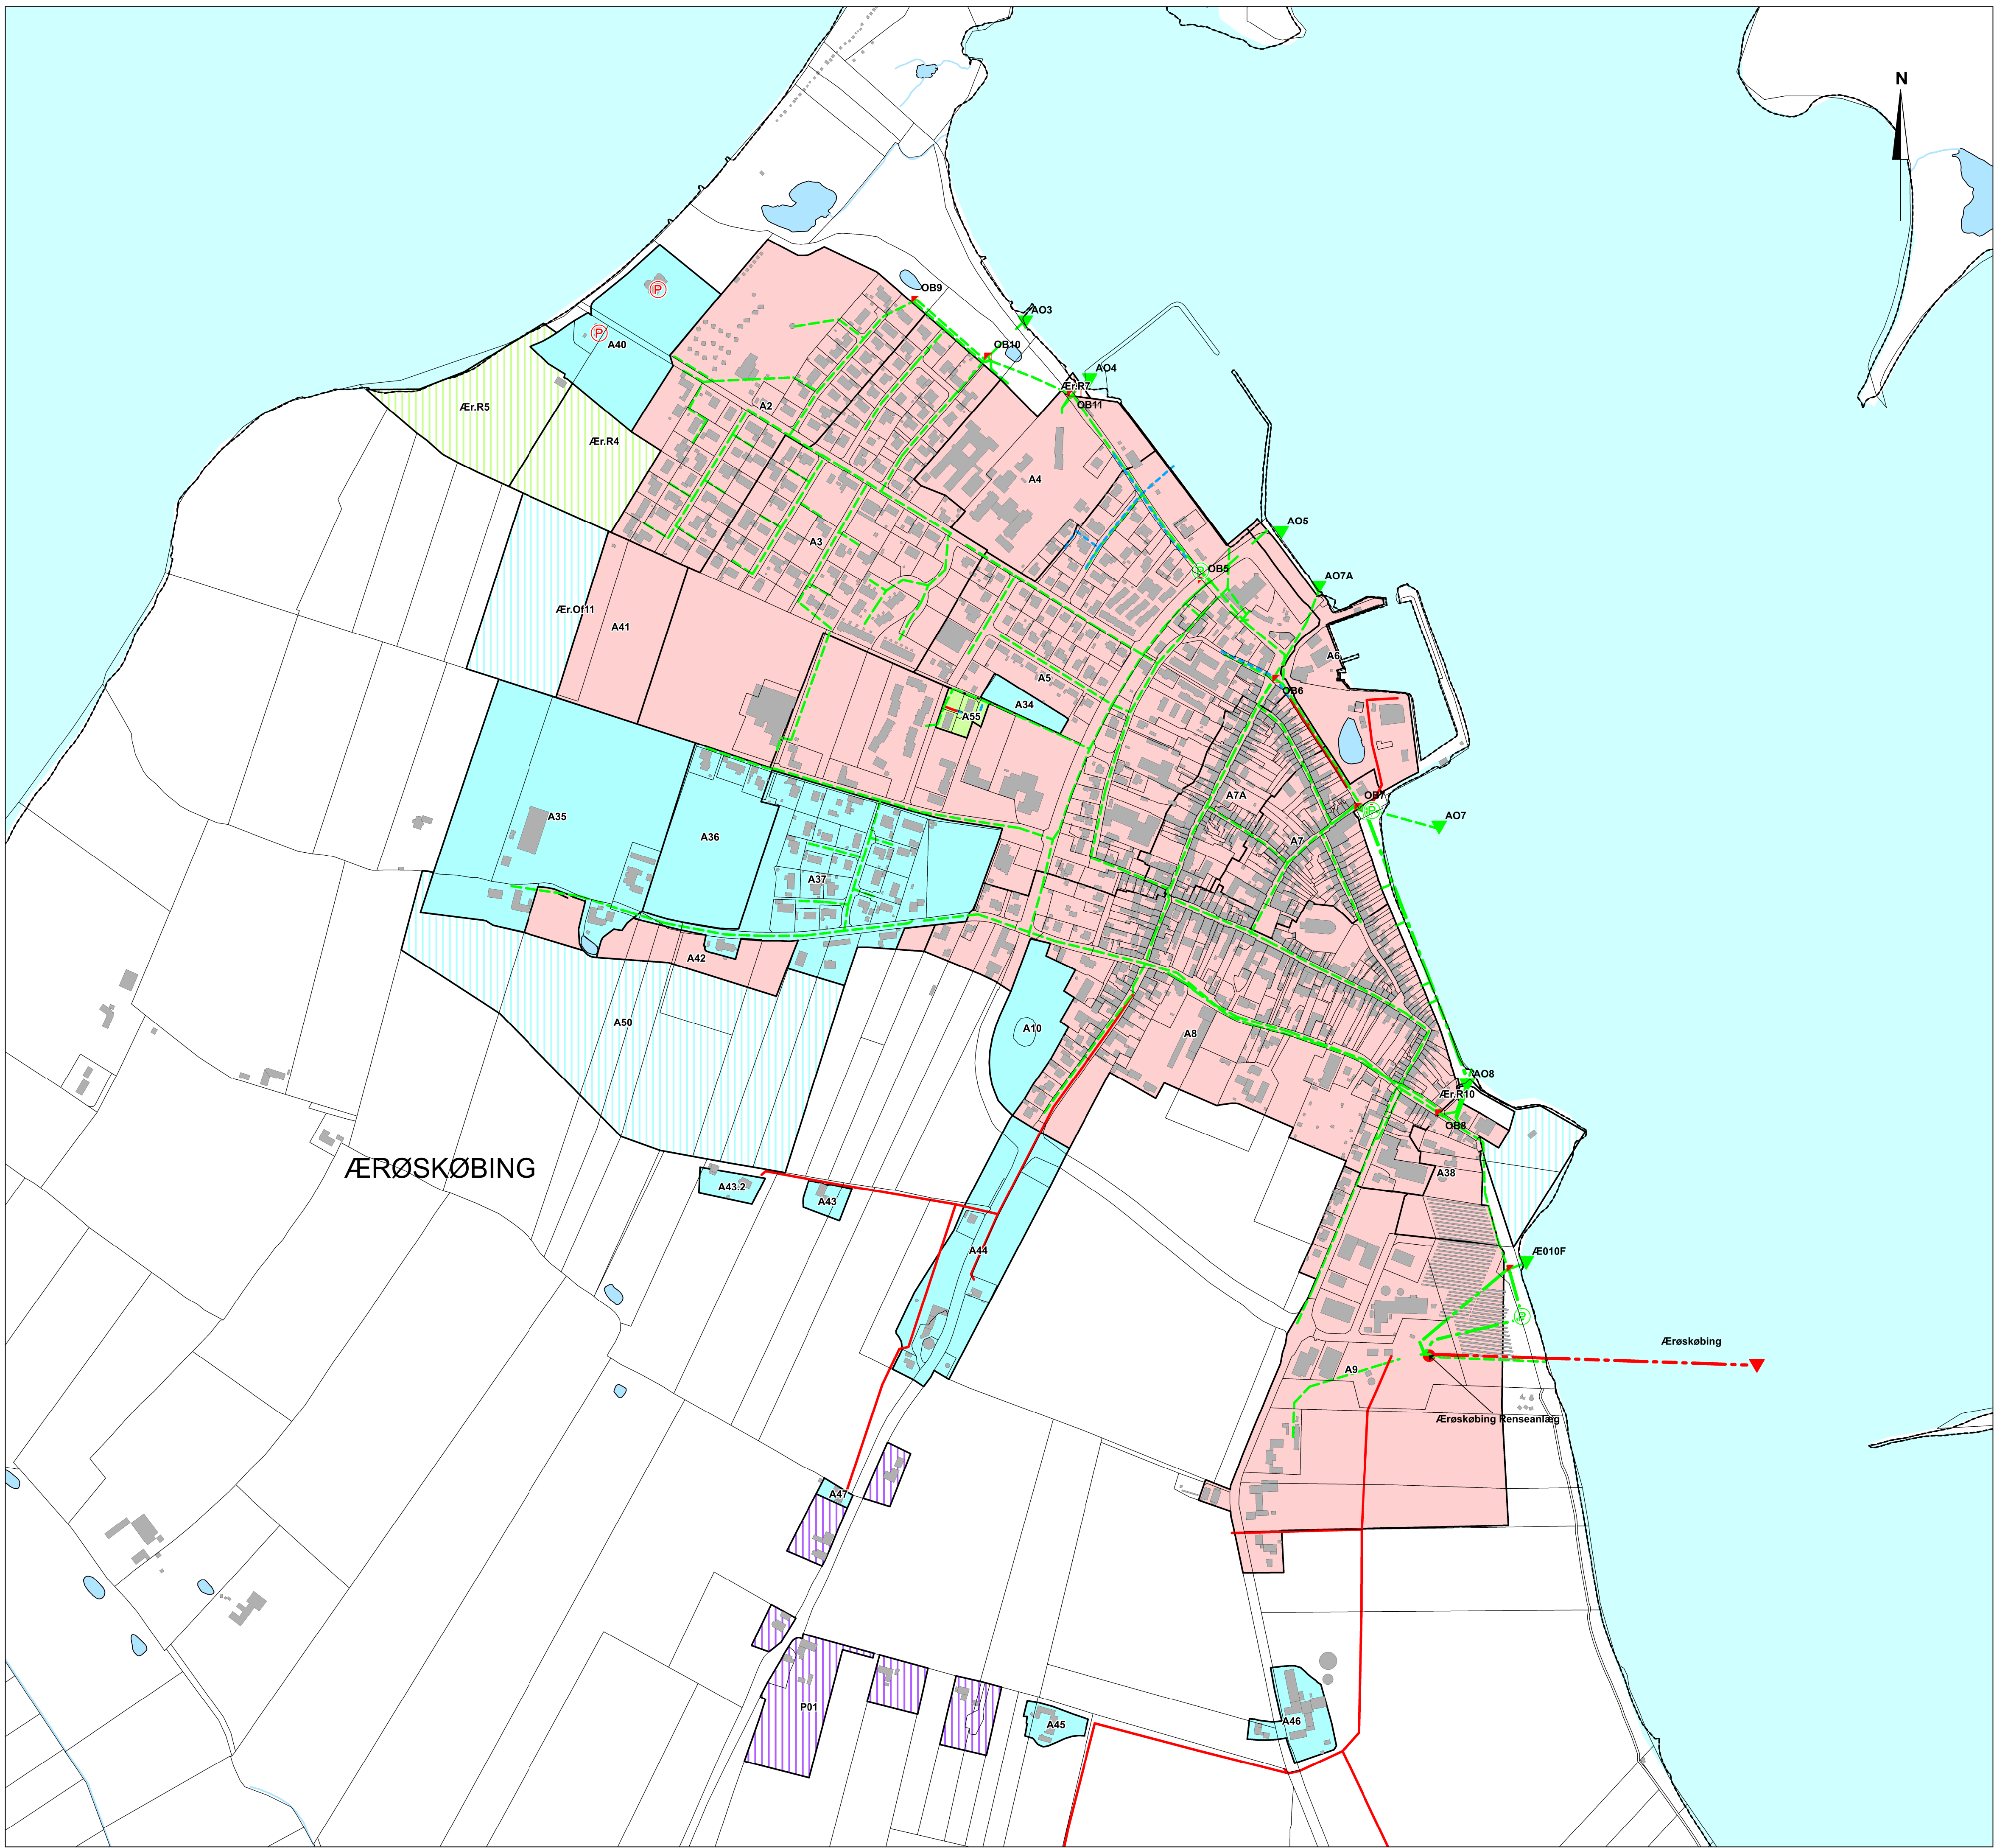 N
OB9
AO3
P
OB10
P
A40
AO4
Ær.R7
OB11
A2
Ær.R5
Ær.R4
A4
AO5
A3
P
OB5
AO7A
Ær.Of11
A41
A6
A5
OB6
A34
A55
A7A
OB7
P
A35
AO7
A36
A7
A37
A42
A50
A10
A8
AO8
Ær.R10
OB8
ÆRØSKØBING
A38
A43.2
A43
A44
Æ010F
P
Ærøskøbing
A9
Ærøskøbing Renseanlæg
A47
P01
A45
A46